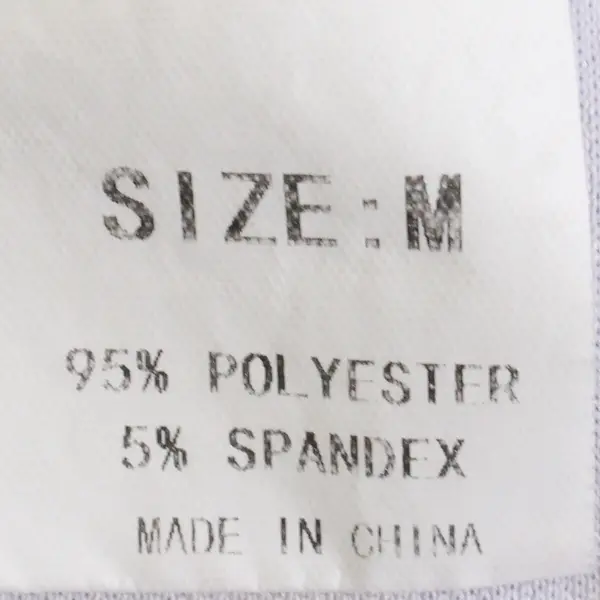 SIZE:M
95% POLYESTER
5% SPANDEX
MADE IN CHINA